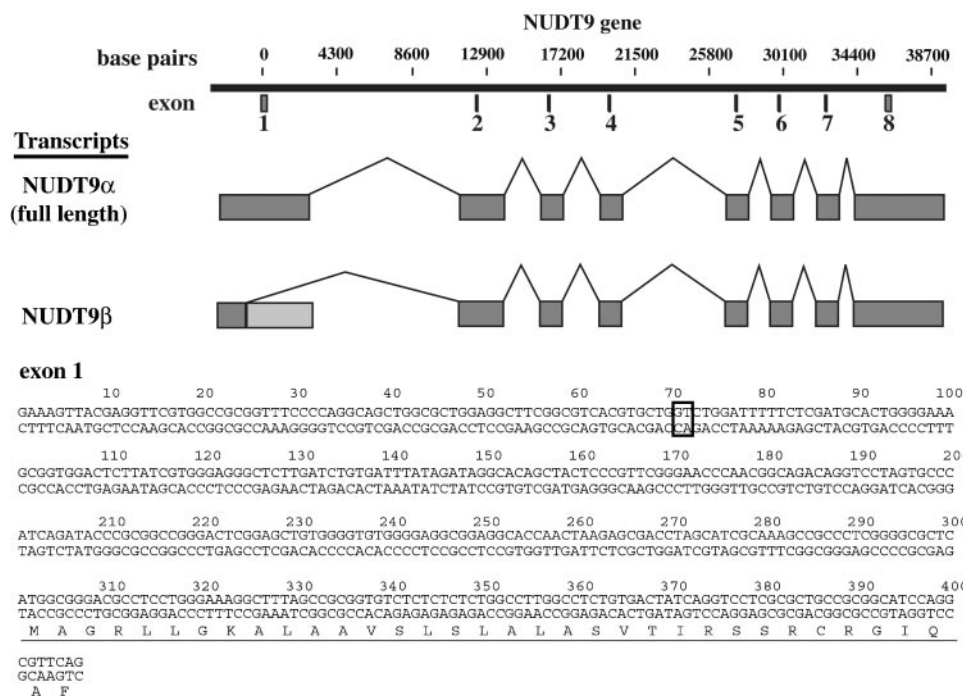 NUDT9 gene
base pairs 0 4300 8600 12900 17200 21500 25800 30100 34400 38700
exon
1 2 3 4 5 6 7 8
Transcripts
NUDT9α
(full length)
NUDT9β
exon 1
10 20 30 40 50 60 70 80 90 100
GAAAGTTACGAGGTTCGTGGCCGCGGTTTCCCCAGGCAGCTGGCGCTGGAGGCTTCGGCGTCACGTGCTGGTCTGGATTTTTCTCGATGCACTGGGGAAA
CTTTCAATGCTCCAAGCACCGGCGCCAAAGGGGTCCGTCGACCGCGACCTCCGAAGCCGCAGTGCACGACCAGACCTAAAAAGAGCTACGTGACCCCTTT
110 120 130 140 150 160 170 180 190 200
GCGGTGGACTCTTATCGTGGGAGGGCTCTTGATCTGTGATTTATAGATAGGCACAGCTACTCCCGTTCGGGAACCCAACGGCAGACAGGTCCTAGTGCCC
CGCCACCTGAGAATAGCACCCTCCCGAGAACTAGACACTAAATATCTATCCGTGTCGATGAGGGCAAGCCCTTGGGTTGCCGTCTGTCCAGGATCACGGG
210 220 230 240 250 260 270 280 290 300
ATCAGATACCCGCGGCCGGGACTCGGAGCTGTGGGGTGTGGGGAGGCGGAGGCACCAACTAAGAGCGACCTAGCATCGCAAAGCCGCCCTCGGGGCGCTC
TAGTCTATGGGCGCCGGCCCTGAGCCTCGACACCCCACACCCCTCCGCCTCCGTGGTTGATTCTCGCTGGATCGTAGCGTTTCGGCGGGAGCCCCGCGAG
310 320 330 340 350 360 370 380 390 400
ATGGCGGGACGCCTCCTGGGAAAGGCTTTAGCCGCGGTGTCTCTCTCTCTGGCCTTGGCCTCTGTGACTATCAGGTCCTCGCGCTGCCGCGGCATCCAGG
TACCGCCCTGCGGAGGACCCTTTCCGAAATCGGCGCCACAGAGAGAGAGACCGGAACCGGAGACACTGATAGTCCAGGAGCGCGACGGCGCCGTAGGTCC
M A G R L L G K A L A A V S L S L A L A S V T I R S S R C R G I Q
CGTTCAG
GCAAGTC
A F